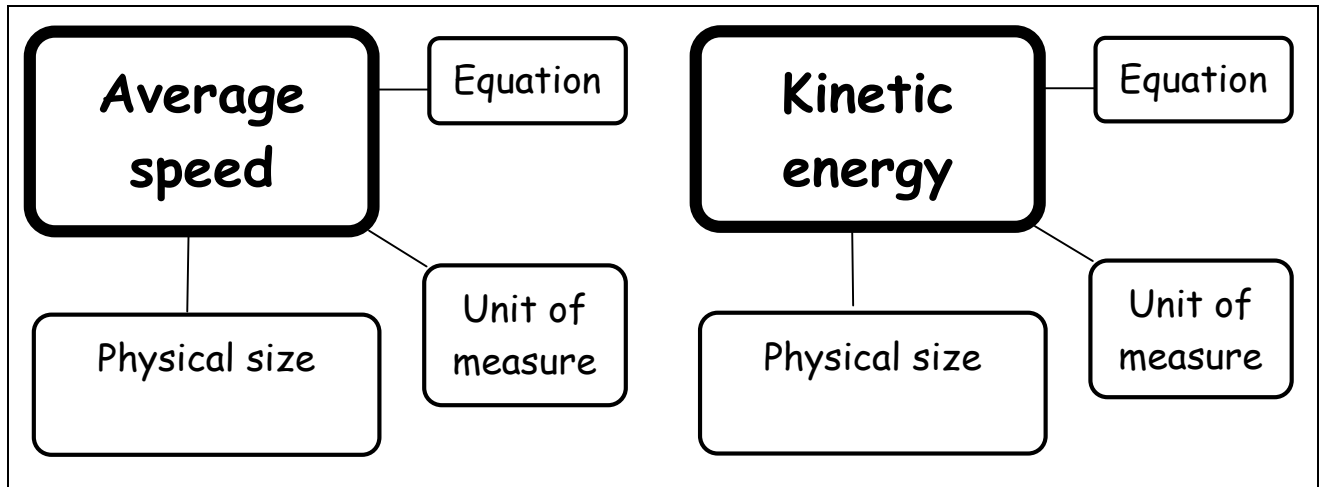 Average
speed
Equation
Unit of
measure
Physical size
Kinetic
energy
Equation
Unit of
measure
Physical size